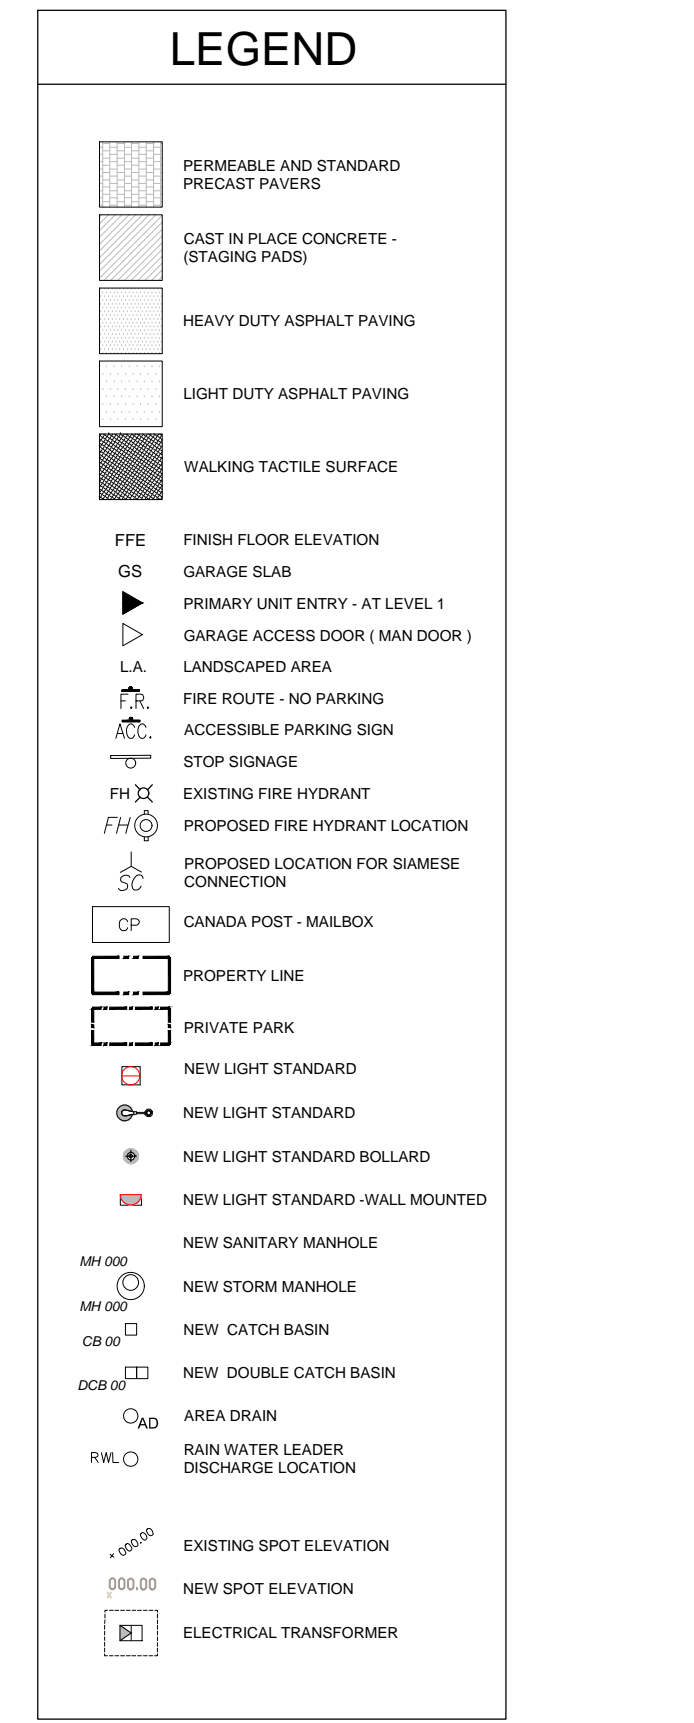 LEGEND
PERMEABLE AND STANDARD
PRECAST PAVERS
CAST IN PLACE CONCRETE -
(STAGING PADS)
HEAVY DUTY ASPHALT PAVING
LIGHT DUTY ASPHALT PAVING
WALKING TACTILE SURFACE
FFE FINISH FLOOR ELEVATION
GS GARAGE SLAB
PRIMARY UNIT ENTRY - AT LEVEL 1
GARAGE ACCESS DOOR ( MAN DOOR )
L.A. LANDSCAPED AREA
F.R. FIRE ROUTE - NO PARKING
ACC. ACCESSIBLE PARKING SIGN
STOP SIGNAGE
FH EXISTING FIRE HYDRANT
FH PROPOSED FIRE HYDRANT LOCATION
SC PROPOSED LOCATION FOR SIAMESE
CONNECTION
CP CANADA POST - MAILBOX
PROPERTY LINE
PRIVATE PARK
NEW LIGHT STANDARD
NEW LIGHT STANDARD
NEW LIGHT STANDARD BOLLARD
NEW LIGHT STANDARD -WALL MOUNTED
NEW SANITARY MANHOLE
MH 000
NEW STORM MANHOLE
MH 000
NEW CATCH BASIN
CB 00
NEW DOUBLE CATCH BASIN
DCB 00
AD AREA DRAIN
RWL RAIN WATER LEADER
DISCHARGE LOCATION
x 000.00 EXISTING SPOT ELEVATION
000.00 NEW SPOT ELEVATION
x
ELECTRICAL TRANSFORMER